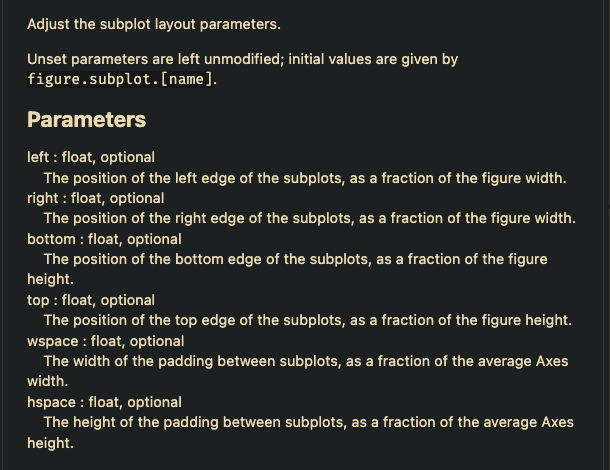 Adjust the subplot layout parameters.
Unset parameters are left unmodified; initial values are given by
figure.subplot.[name].
Parameters
left : float, optional
The position of the left edge of the subplots, as a fraction of the figure width.
right : float, optional
The position of the right edge of the subplots, as a fraction of the figure width.
bottom : float, optional
The position of the bottom edge of the subplots, as a fraction of the figure
height.
top : float, optional
The position of the top edge of the subplots, as a fraction of the figure height.
wspace : float, optional
The width of the padding between subplots, as a fraction of the average Axes
width.
hspace : float, optional
The height of the padding between subplots, as a fraction of the average Axes
height.